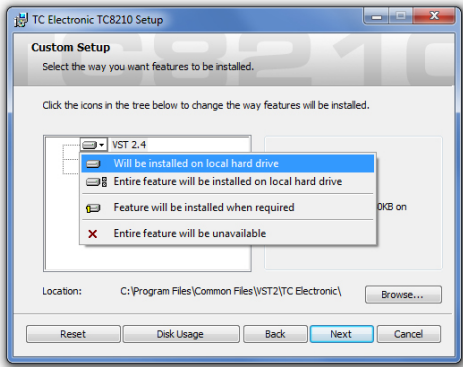 TC Electronic TC8210 Setup
TC8210
Custom Setup
Select the way you want features to be installed.
Click the icons in the tree below to change the way features will be installed.
VST 2.4
Will be installed on local hard drive
Entire feature will be installed on local hard drive
Feature will be installed when required
0KB on
Entire feature will be unavailable
Location: C:\Program Files\Common Files\VST2\TC Electronic\ Browse...
Reset Disk Usage Back Next Cancel